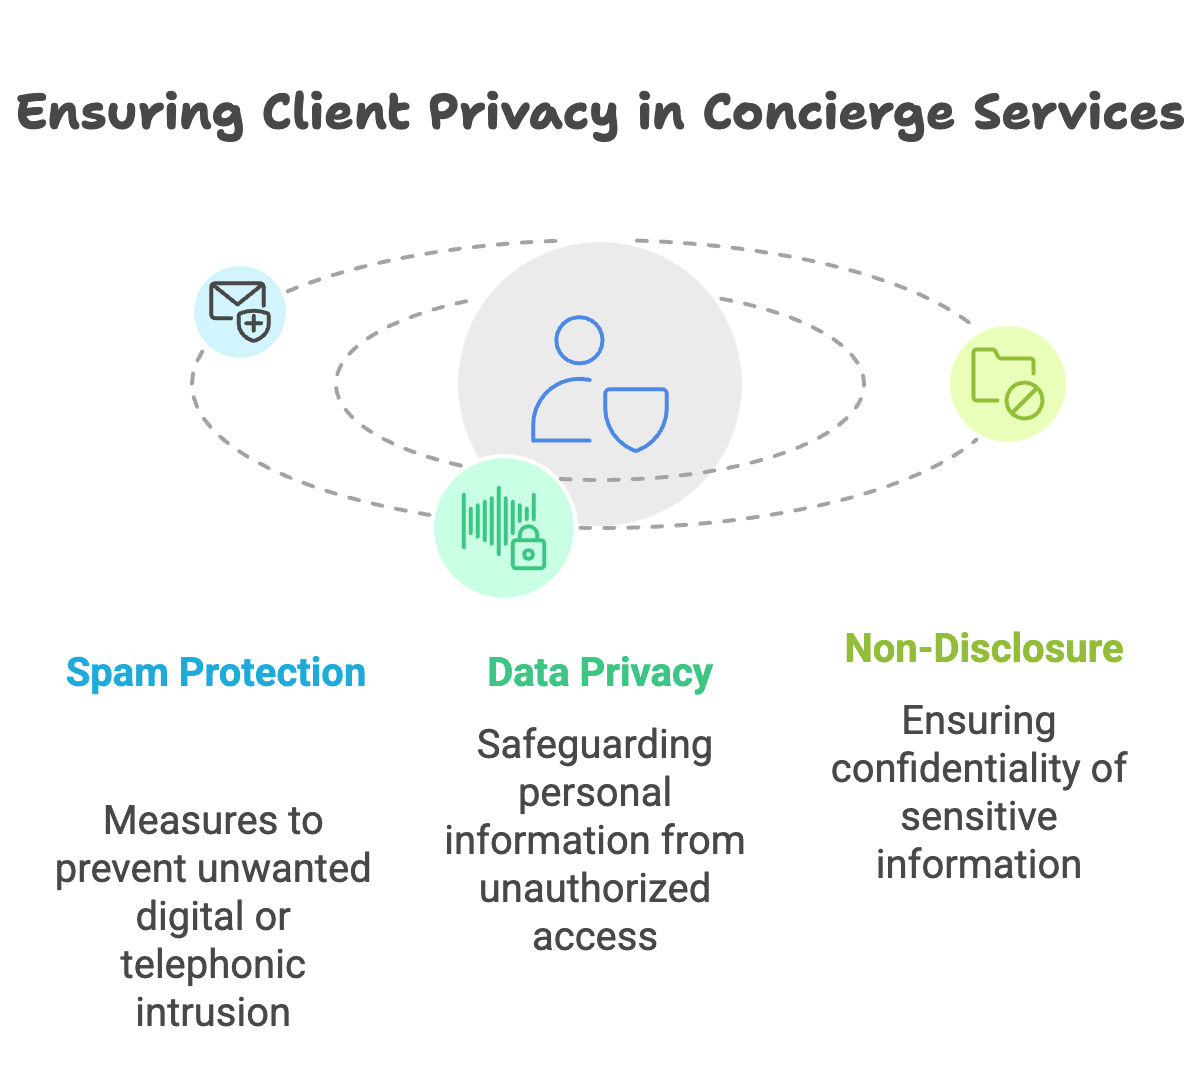 Ensuring Client Privacy in Concierge Services
Spam Protection
Measures to
prevent unwanted
digital or
telephonic
intrusion
Data Privacy
Safeguarding
personal
information from
unauthorized
access
Non-Disclosure
Ensuring
confidentiality of
sensitive
information